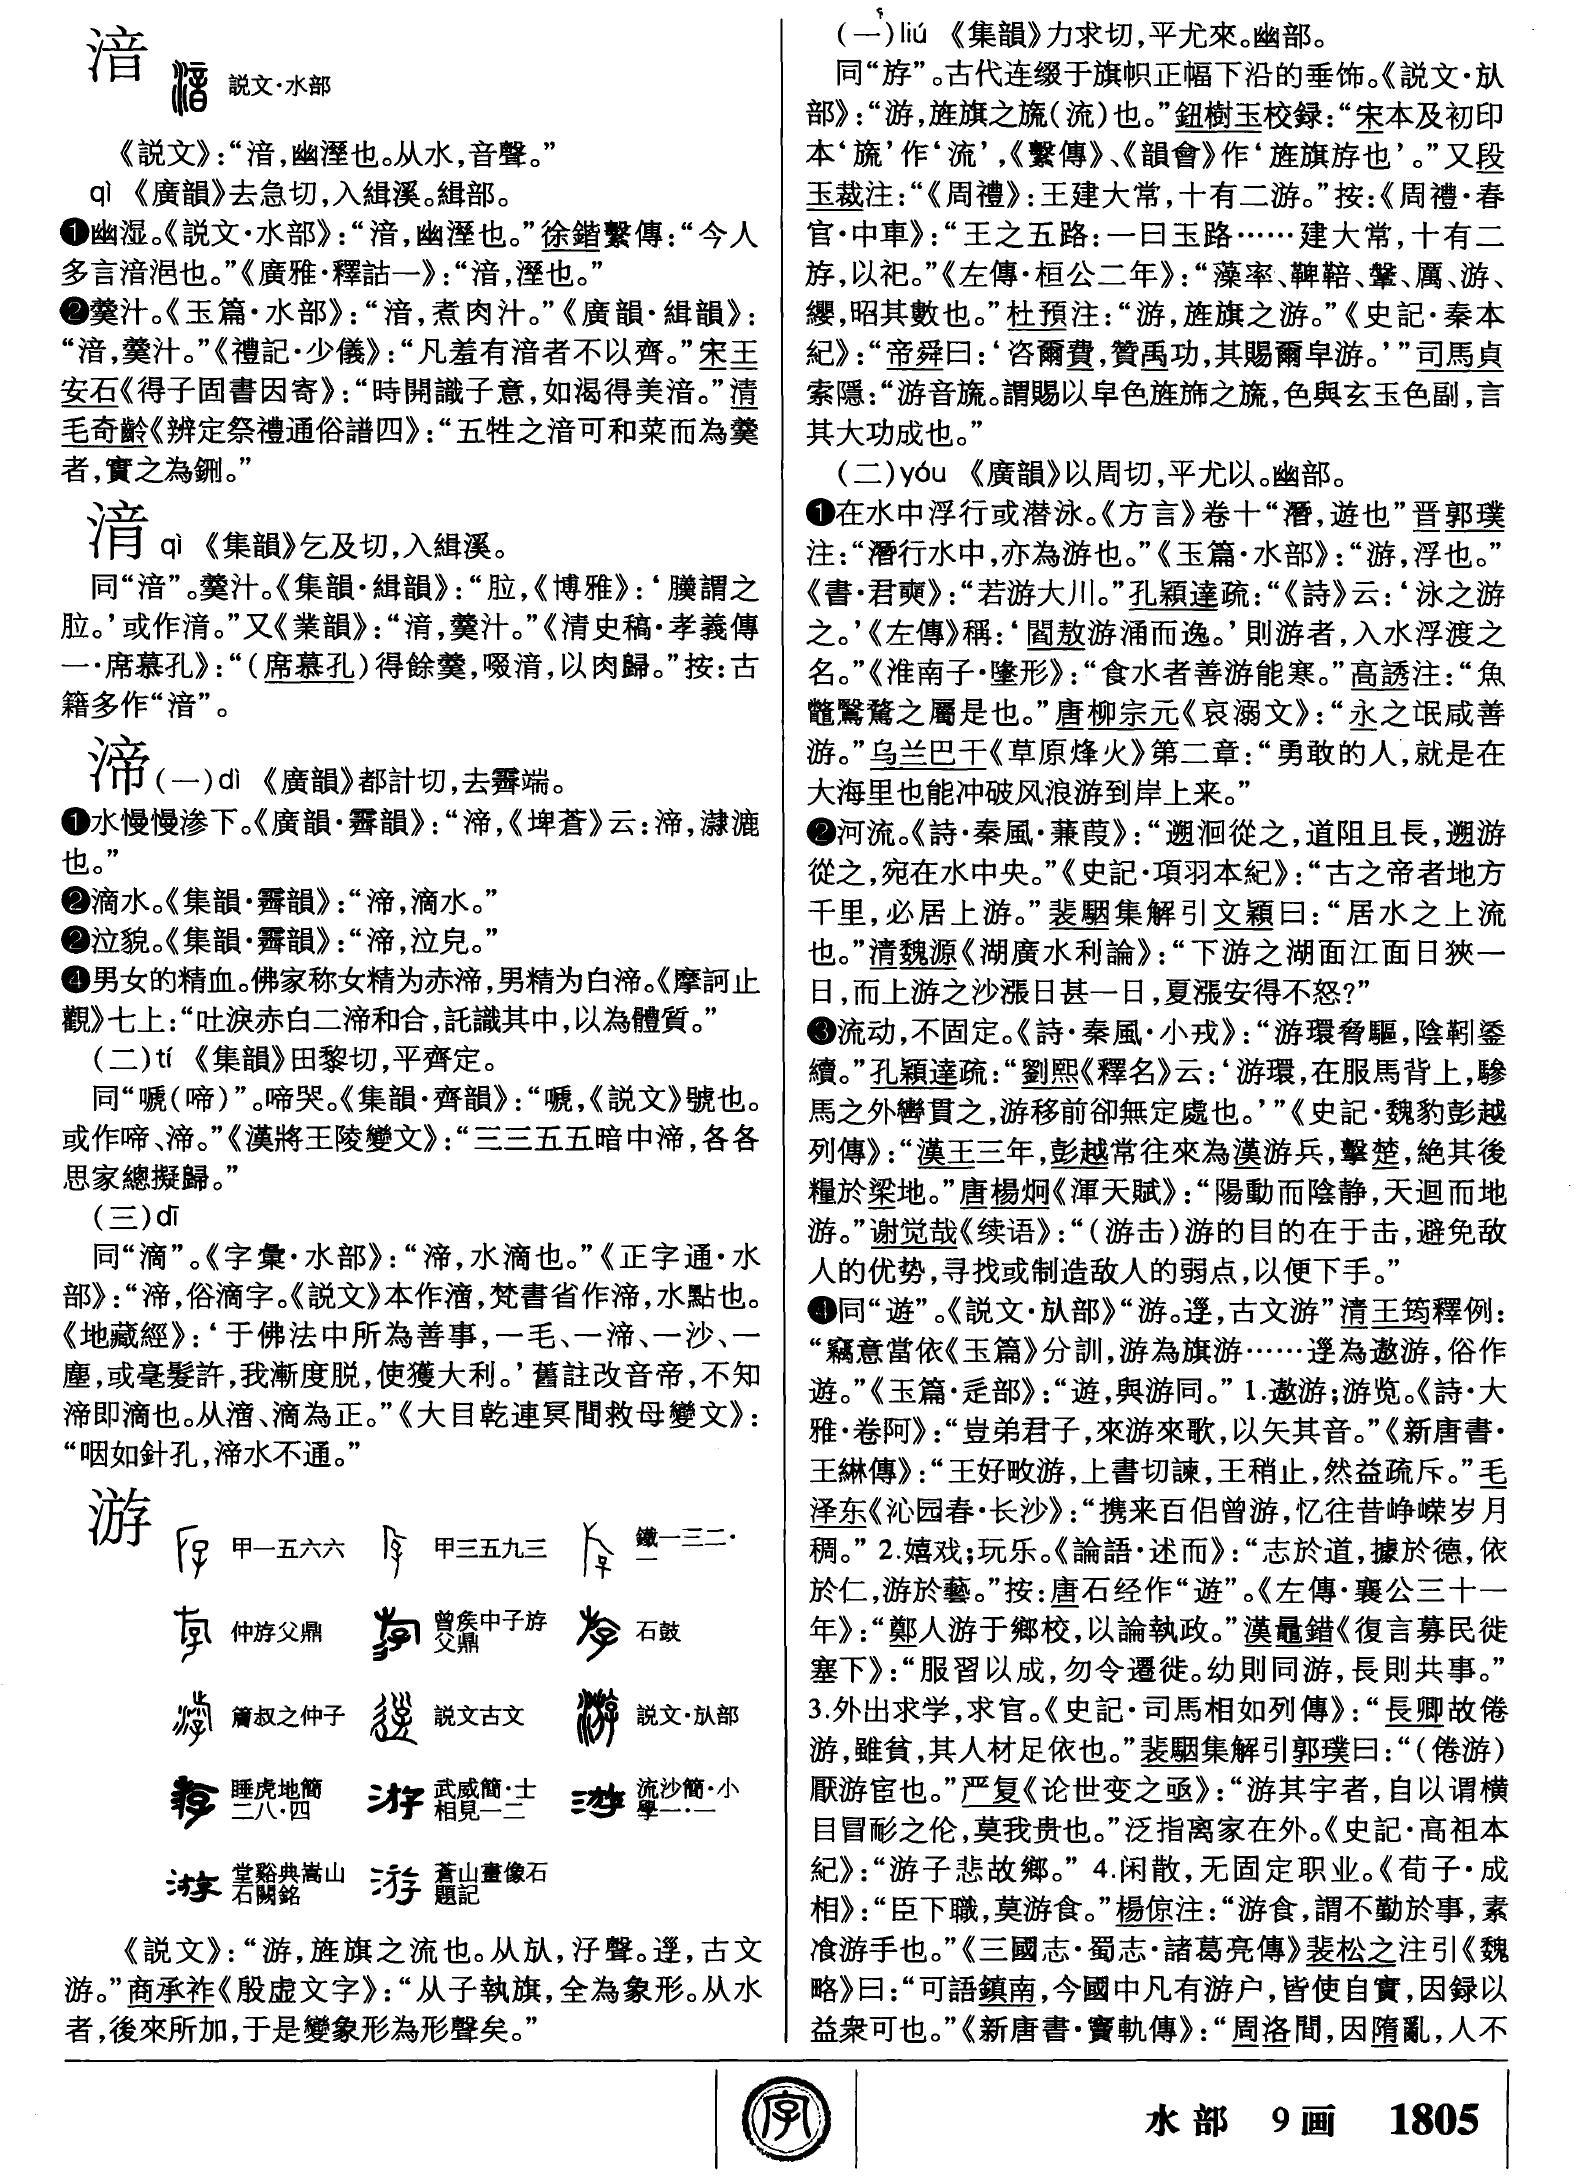 湆
説文·水部
《説文》：“湆，幽溼也。从水，音聲。”
qì 《廣韻》去急切，入緝溪。緝部。
❶幽湿。《説文·水部》：“湆，幽溼也。”徐鍇繫傳：“今人
多言湆浥也。”《廣雅·釋詁一》：“湆，溼也。”
❷羹汁。《玉篇·水部》：“湆，煮肉汁。”《廣韻·緝韻》：
“湆，羹汁。”《禮記·少儀》：“凡羞有湆者不以齊。”宋王
安石《得子固書因寄》：“時開識子意，如渴得美湆。”清
毛奇齡《辨定祭禮通俗譜四》：“五牲之湆可和菜而為羹
者，實之為鉶。”
湇 qì 《集韻》乞及切，入緝溪。
同“湆”。羹汁。《集韻·緝韻》：“䏠，《博雅》：‘膹謂之
䏠。’或作湇。”又《業韻》：“湇，羹汁。”《清史稿·孝義傳
一·席慕孔》：“(席慕孔)得餘羹，啜湇，以肉歸。”按：古
籍多作“湆”。
渧 (一)dì 《廣韻》都計切，去霽端。
❶水慢慢渗下。《廣韻·霽韻》：“渧，《埤蒼》云：渧，漮漉
也。”
❷滴水。《集韻·霽韻》：“渧，滴水。”
❷泣貌。《集韻·霽韻》：“渧，泣皃。”
❹男女的精血。佛家称女精为赤渧，男精为白渧。《摩訶止
觀》七上：“吐淚赤白二渧和合，託識其中，以為體質。”
(二)tí 《集韻》田黎切，平齊定。
同“嗁(啼)”。啼哭。《集韻·齊韻》：“嗁，《説文》號也。
或作啼、渧。”《漢將王陵變文》：“三三五五暗中渧，各各
思家總擬歸。”
(三)dī
同“滴”。《字彙·水部》：“渧，水滴也。”《正字通·水
部》：“渧，俗滴字。《説文》本作㵂，梵書省作渧，水點也。
《地藏經》：‘于佛法中所為善事，一毛、一渧、一沙、一
塵，或毫髮許，我漸度脱，使獲大利。’舊註改音帝，不知
渧即滴也。从㵂、滴為正。”《大目乾連冥間救母變文》：
“咽如針孔，渧水不通。”
游
甲一五六六 甲三五九三 鐵一三二·一
仲斿父鼎 曾矦中子斿父鼎 石鼓
簷叔之仲子 説文古文 説文·㫃部
睡虎地簡二八·四 武威簡·士相見一二 流沙簡·小學一·一
堂谿典嵩山石闕銘 蒼山畫像石題記
《説文》：“游，旌旗之流也。从㫃，汓聲。𨒰，古文
游。”商承祚《殷虚文字》：“从子執旗，全為象形。从水
者，後來所加，于是變象形為形聲矣。”
(一)liú 《集韻》力求切，平尤來。幽部。
同“斿”。古代连缀于旗帜正幅下沿的垂饰。《説文·㫃
部》：“游，旌旗之旒(流)也。”鈕樹玉校録：“宋本及初印
本‘旒’作‘流’，《繫傳》、《韻會》作‘旌旗斿也’。”又段
玉裁注：“《周禮》：王建大常，十有二游。”按：《周禮·春
官·中車》：“王之五路：一曰玉路……建大常，十有二
斿，以祀。”《左傳·桓公二年》：“藻率、鞞鞛、鞶、厲、游、
纓，昭其數也。”杜預注：“游，旌旗之游。”《史記·秦本
紀》：“帝舜曰：‘咨爾費，贊禹功，其賜爾皁游。’”司馬貞
索隱：“游音旒。謂賜以皁色旌斾之旒，色與玄玉色副，言
其大功成也。”
(二)yóu 《廣韻》以周切，平尤以。幽部。
❶在水中浮行或潜泳。《方言》卷十“潛，遊也”晋郭璞
注：“潛行水中，亦為游也。”《玉篇·水部》：“游，浮也。”
《書·君奭》：“若游大川。”孔穎達疏：“《詩》云：‘泳之游
之。’《左傳》稱：‘閻敖游涌而逸。’則游者，入水浮渡之
名。”《淮南子·墬形》：“食水者善游能寒。”高誘注：“魚
鼈鷖鶩之屬是也。”唐柳宗元《哀溺文》：“永之氓咸善
游。”乌兰巴干《草原烽火》第二章：“勇敢的人，就是在
大海里也能冲破风浪游到岸上来。”
❷河流。《詩·秦風·蒹葭》：“遡洄從之，道阻且長，遡游
從之，宛在水中央。”《史記·項羽本紀》：“古之帝者地方
千里，必居上游。”裴駰集解引文穎曰：“居水之上流
也。”清魏源《湖廣水利論》：“下游之湖面江面日狹一
日，而上游之沙漲日甚一日，夏漲安得不怒?”
❸流动，不固定。《詩·秦風·小戎》：“游環脅驅，陰靷鋈
續。”孔穎達疏：“劉熙《釋名》云：‘游環，在服馬背上，驂
馬之外轡貫之，游移前卻無定處也。’”《史記·魏豹彭越
列傳》：“漢王三年，彭越常往來為漢游兵，擊楚，絶其後
糧於梁地。”唐楊炯《渾天賦》：“陽動而陰静，天迴而地
游。”谢觉哉《续语》：“(游击)游的目的在于击，避免敌
人的优势，寻找或制造敌人的弱点，以便下手。”
❹同“遊”。《説文·㫃部》“游。𨒰，古文游”清王筠釋例：
“竊意當依《玉篇》分訓，游為旗游……𨒰為遨游，俗作
遊。”《玉篇·辵部》：“遊，與游同。” 1.遨游；游览。《詩·大
雅·卷阿》：“豈弟君子，來游來歌，以矢其音。”《新唐書·
王綝傳》：“王好畋游，上書切諫，王稍止，然益疏斥。”毛
泽东《沁园春·长沙》：“携来百侣曾游，忆往昔峥嵘岁月
稠。” 2.嬉戏；玩乐。《論語·述而》：“志於道，據於德，依
於仁，游於藝。”按：唐石经作“遊”。《左傳·襄公三十一
年》：“鄭人游于鄉校，以論執政。”漢鼂錯《復言募民徙
塞下》：“服習以成，勿令遷徙。幼則同游，長則共事。”
3.外出求学，求官。《史記·司馬相如列傳》：“長卿故倦
游，雖貧，其人材足依也。”裴駰集解引郭璞曰：“(倦游)
厭游宦也。”严复《论世变之亟》：“游其宇者，自以谓横
目冒耏之伦，莫我贵也。”泛指离家在外。《史記·高祖本
紀》：“游子悲故鄉。” 4.闲散，无固定职业。《荀子·成
相》：“臣下職，莫游食。”楊倞注：“游食，謂不勤於事，素
飡游手也。”《三國志·蜀志·諸葛亮傳》裴松之注引《魏
略》曰：“可語鎮南，今國中凡有游户，皆使自實，因録以
益衆可也。”《新唐書·竇軌傳》：“周洛間，因隋亂，人不
字
水部 9画 1805